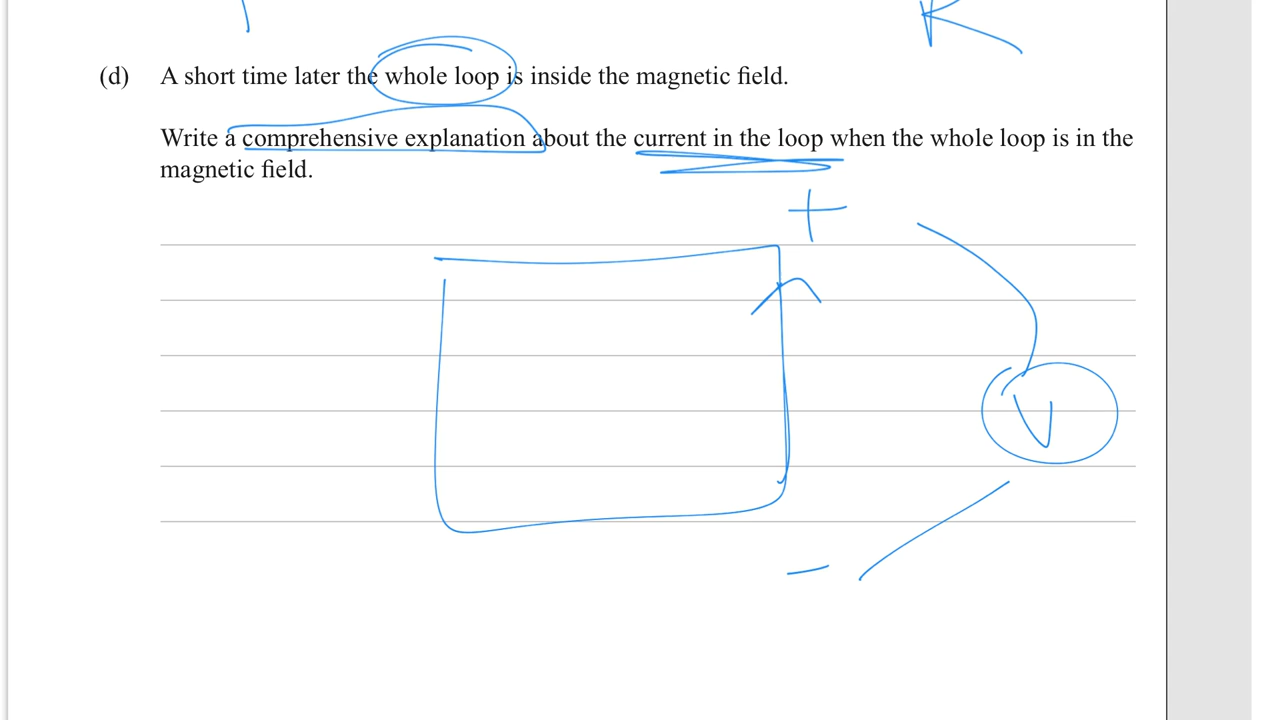 R
(d) A short time later the whole loop is inside the magnetic field.
Write a comprehensive explanation about the current in the loop when the whole loop is in the
magnetic field.
+
V
-